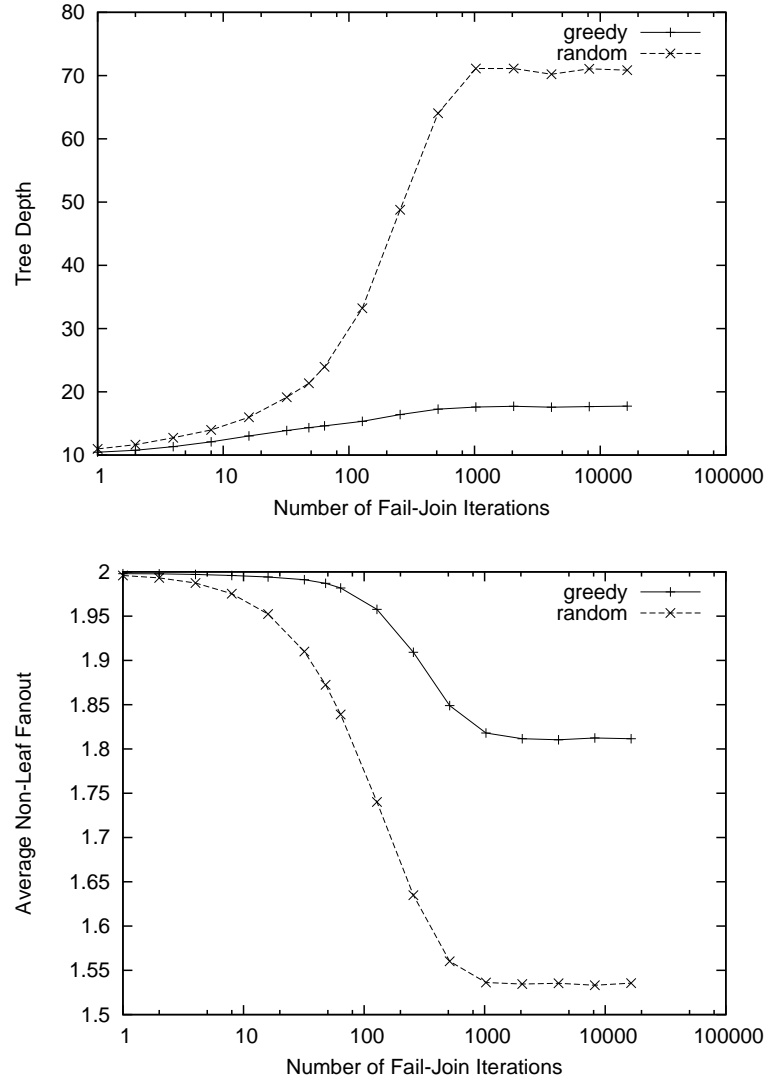 greedy
random
80
70
60
50
40
30
20
10
Tree Depth
1 10 100 1000 10000 100000
Number of Fail-Join Iterations
greedy
random
2
1.95
1.9
1.85
1.8
1.75
1.7
1.65
1.6
1.55
1.5
Average Non-Leaf Fanout
1 10 100 1000 10000 100000
Number of Fail-Join Iterations